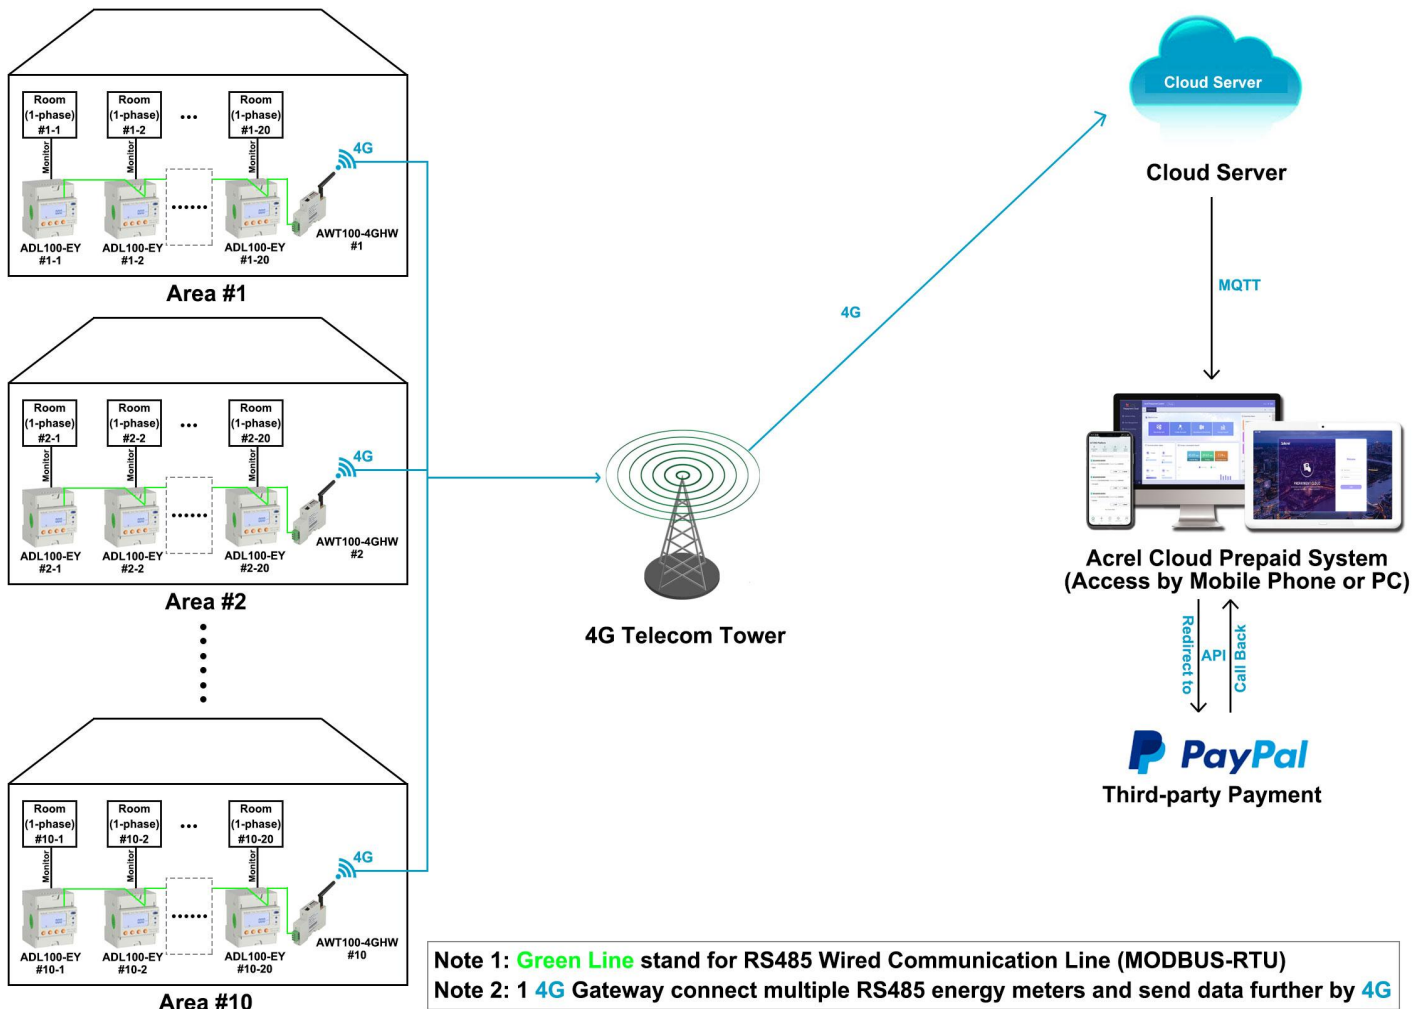 Room
(1-phase)
#1-1
Room
(1-phase)
#1-2
...
Room
(1-phase)
#1-20
Monitor
Monitor
Monitor
4G
......
ADL100-EY
#1-1
ADL100-EY
#1-2
ADL100-EY
#1-20
AWT100-4GHW
#1
Area #1
Room
(1-phase)
#2-1
Room
(1-phase)
#2-2
...
Room
(1-phase)
#2-20
Monitor
Monitor
Monitor
4G
......
ADL100-EY
#2-1
ADL100-EY
#2-2
ADL100-EY
#2-20
AWT100-4GHW
#2
Area #2
Room
(1-phase)
#10-1
Room
(1-phase)
#10-2
...
Room
(1-phase)
#10-20
Monitor
Monitor
Monitor
4G
......
ADL100-EY
#10-1
ADL100-EY
#10-2
ADL100-EY
#10-20
AWT100-4GHW
#10
Area #10
4G Telecom Tower
4G
Cloud Server
Cloud Server
MQTT
Acrel Cloud Prepaid System
(Access by Mobile Phone or PC)
Redirect to
API
Call Back
PayPal
Third-party Payment
Note 1: Green Line stand for RS485 Wired Communication Line (MODBUS-RTU)
Note 2: 1 4G Gateway connect multiple RS485 energy meters and send data further by 4G